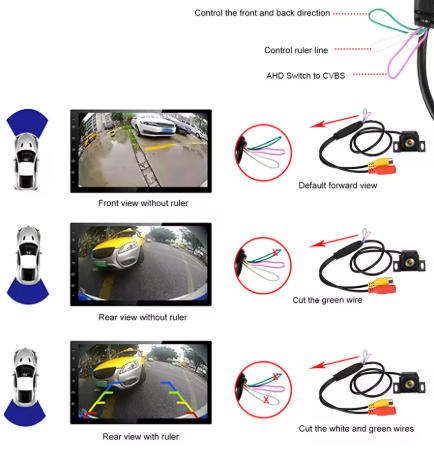 Control the front and back direction
Control ruler line
AHD Switch to CVBS
Front view without ruler
Default forward view
Rear view without ruler
Cut the green wire
Rear view with ruler
Cut the white and green wires